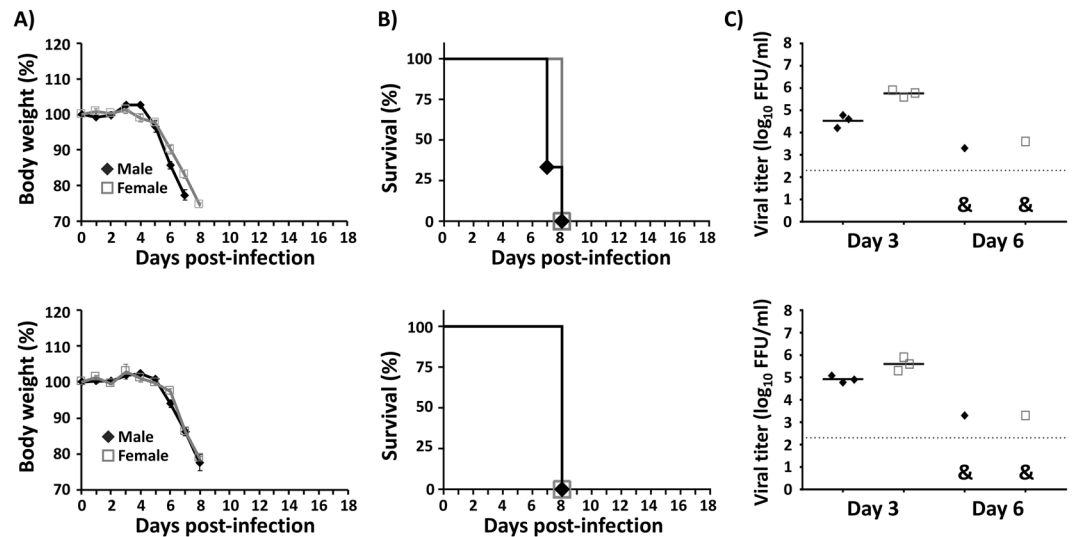 A)
B)
C)
Body weight (%)
120
110
100
90
80
70
Male
Female
0 2 4 6 8 10 12 14 16 18
Days post-infection
Survival (%)
100
75
50
25
0
0 2 4 6 8 10 12 14 16 18
Days post-infection
Viral titer (log10 FFU/ml)
8
7
6
5
4
3
2
1
0
& &
Day 3 Day 6
Body weight (%)
120
110
100
90
80
70
Male
Female
0 2 4 6 8 10 12 14 16 18
Days post-infection
Survival (%)
100
75
50
25
0
0 2 4 6 8 10 12 14 16 18
Days post-infection
Viral titer (log10 FFU/ml)
8
7
6
5
4
3
2
1
0
& &
Day 3 Day 6